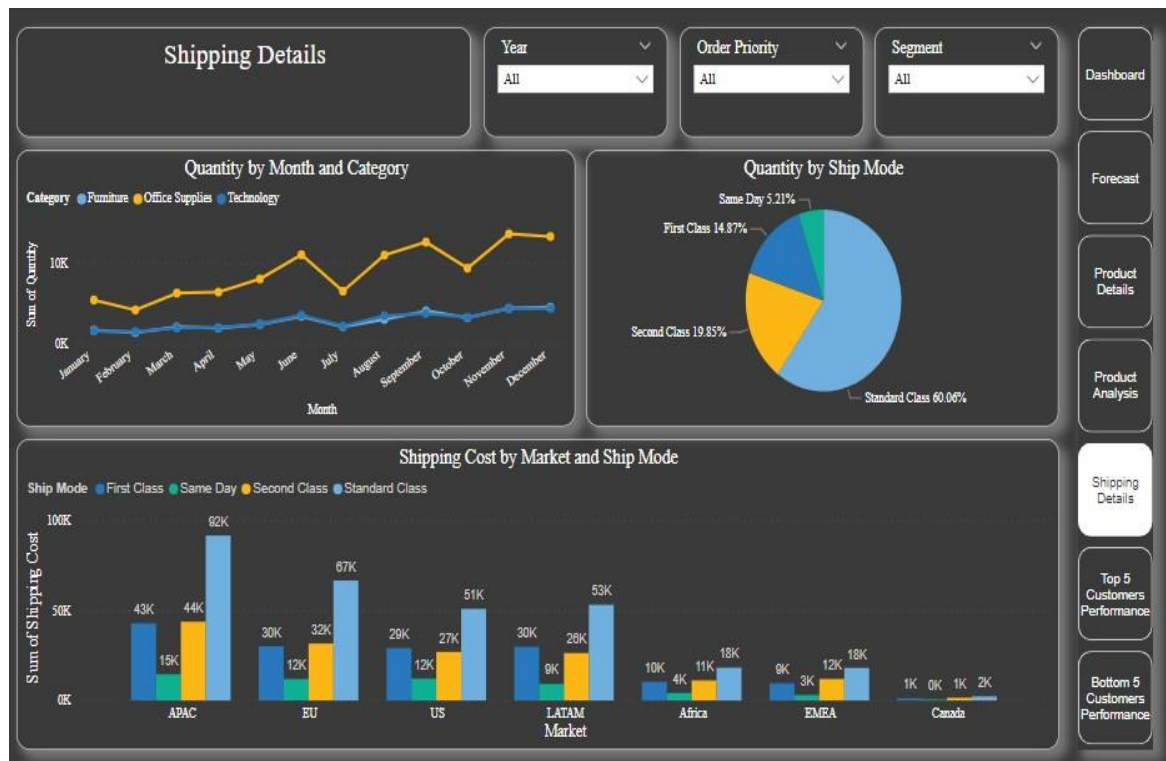 Shipping Details
Year
All
Order Priority
All
Segment
All
Quantity by Month and Category
Category Furniture Office Supplies Technology
Sum of Quantity
10K
0K
January February March April May June July August September October November December
Month
Quantity by Ship Mode
Same Day 5.21%
First Class 14.87%
Second Class 19.85%
Standard Class 60.06%
Shipping Cost by Market and Ship Mode
Ship Mode First Class Same Day Second Class Standard Class
Sum of Shipping Cost
100K
50K
0K
43K 15K 44K 92K
30K 12K 32K 67K
29K 12K 27K 51K
30K 9K 26K 53K
10K 4K 11K 18K
9K 3K 12K 18K
1K 0K 1K 2K
APAC EU US LATAM Africa EMEA Canada
Market
Dashboard
Forecast
Product
Details
Product
Analysis
Shipping
Details
Top 5
Customers
Performance
Bottom 5
Customers
Performance